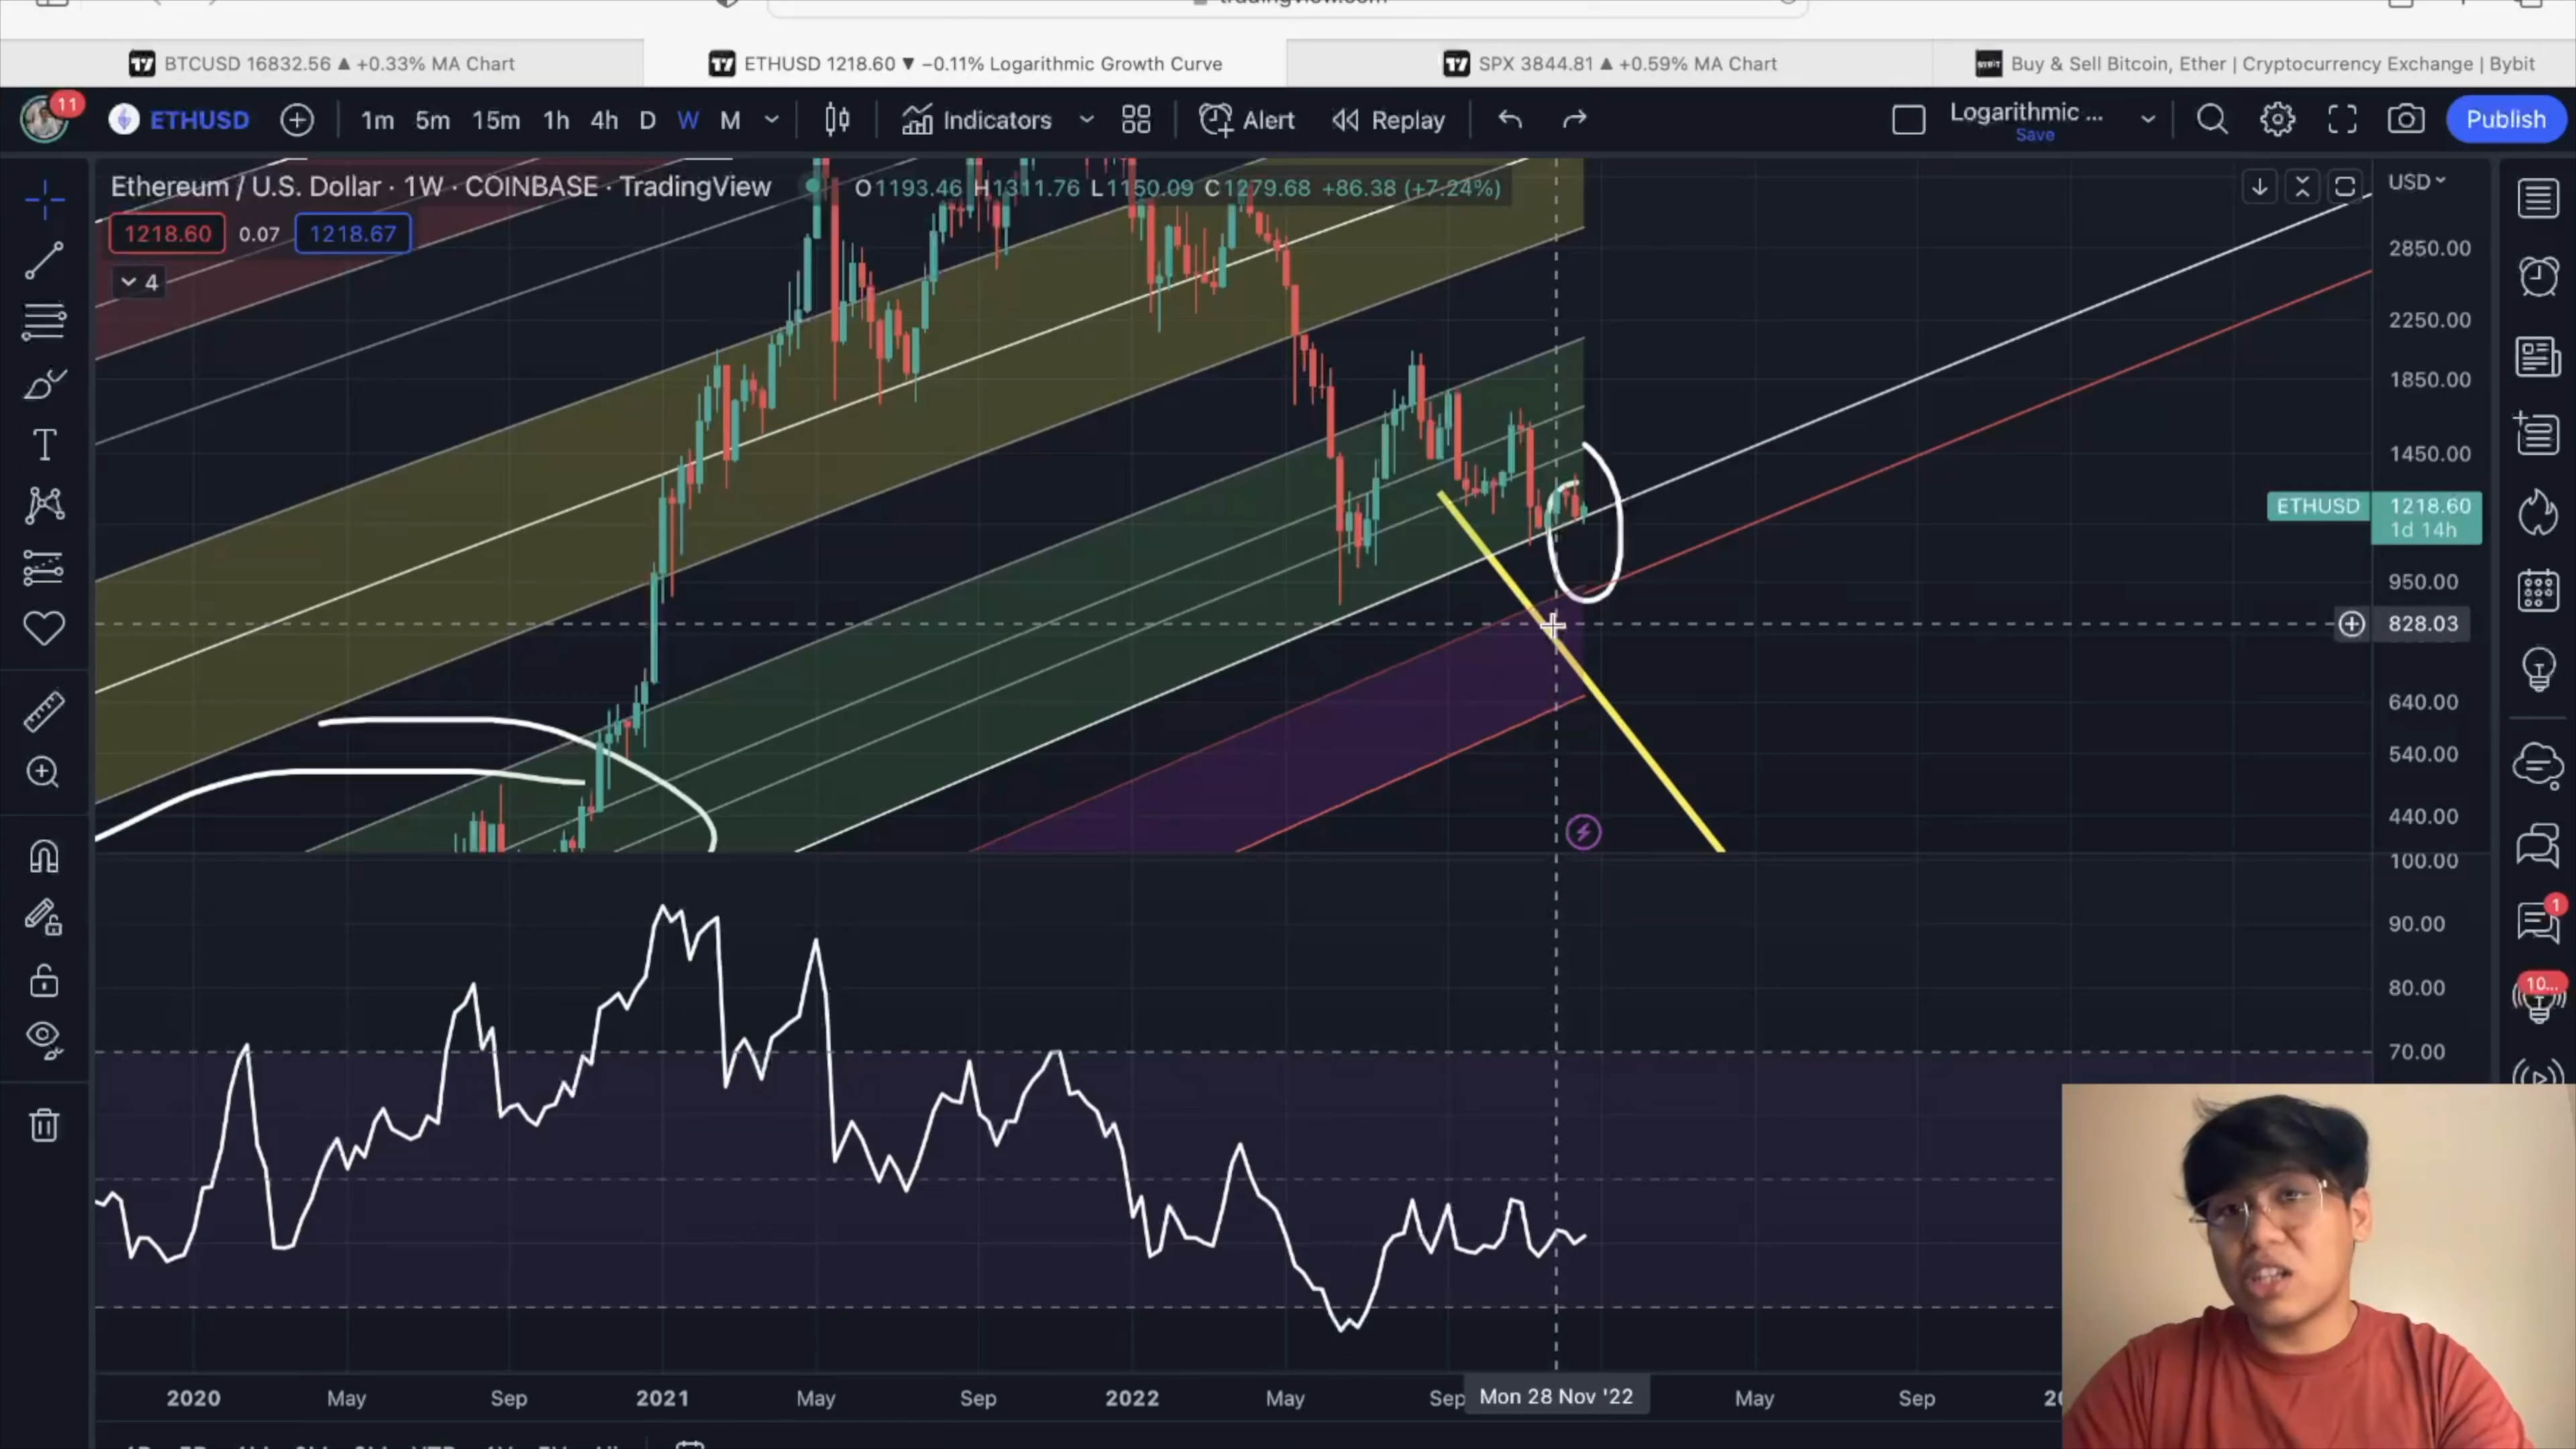 BTCUSD 16832.56 ▲ +0.33% MA Chart
ETHUSD 1218.60 ▼ −0.11% Logarithmic Growth Curve
SPX 3844.81 ▲ +0.59% MA Chart
Buy & Sell Bitcoin, Ether | Cryptocurrency Exchange | Bybit
11
ETHUSD
1m 5m 15m 1h 4h D W M
Indicators
Alert
Replay
Logarithmic ...
Save
Publish
Ethereum / U.S. Dollar · 1W · COINBASE · TradingView
O1193.46 H1311.76 L1150.09 C1279.68 +86.38 (+7.24%)
USD
1218.60 0.07 1218.67
4
2850.00
2250.00
1850.00
1450.00
ETHUSD 1218.60
1d 14h
950.00
828.03
640.00
540.00
440.00
100.00
90.00
80.00
70.00
1
10...
2020 May Sep 2021 May Sep 2022 May Sep Mon 28 Nov '22 May Sep